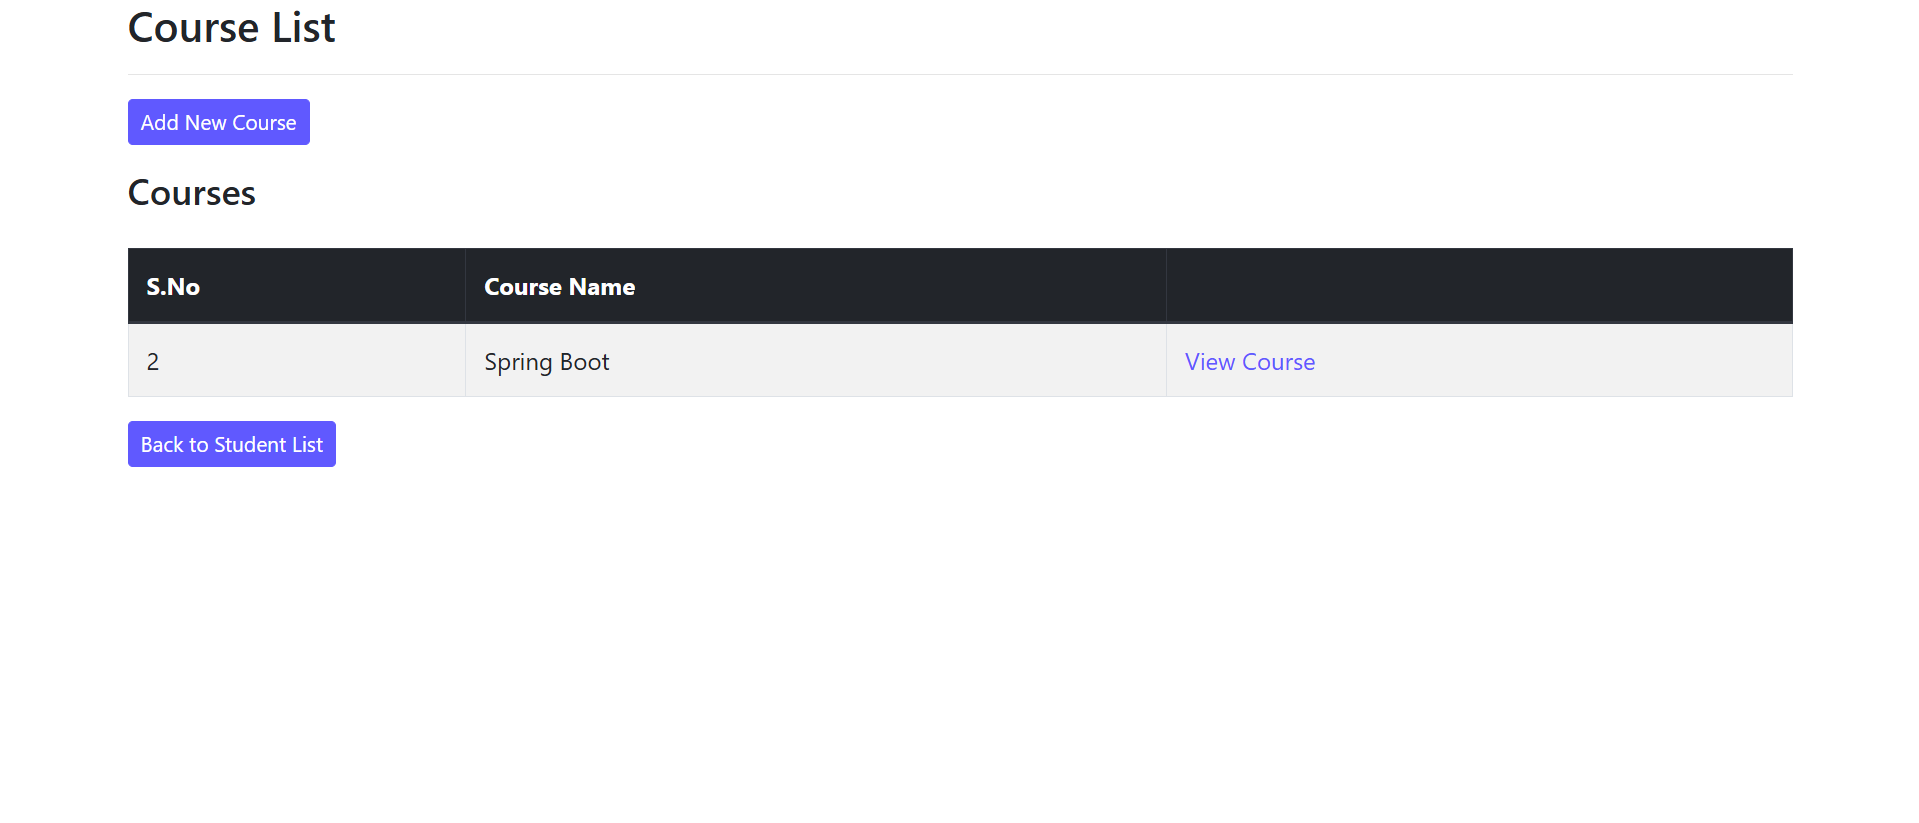 Course List
Add New Course
Courses
S.No Course Name
2 Spring Boot View Course
Back to Student List